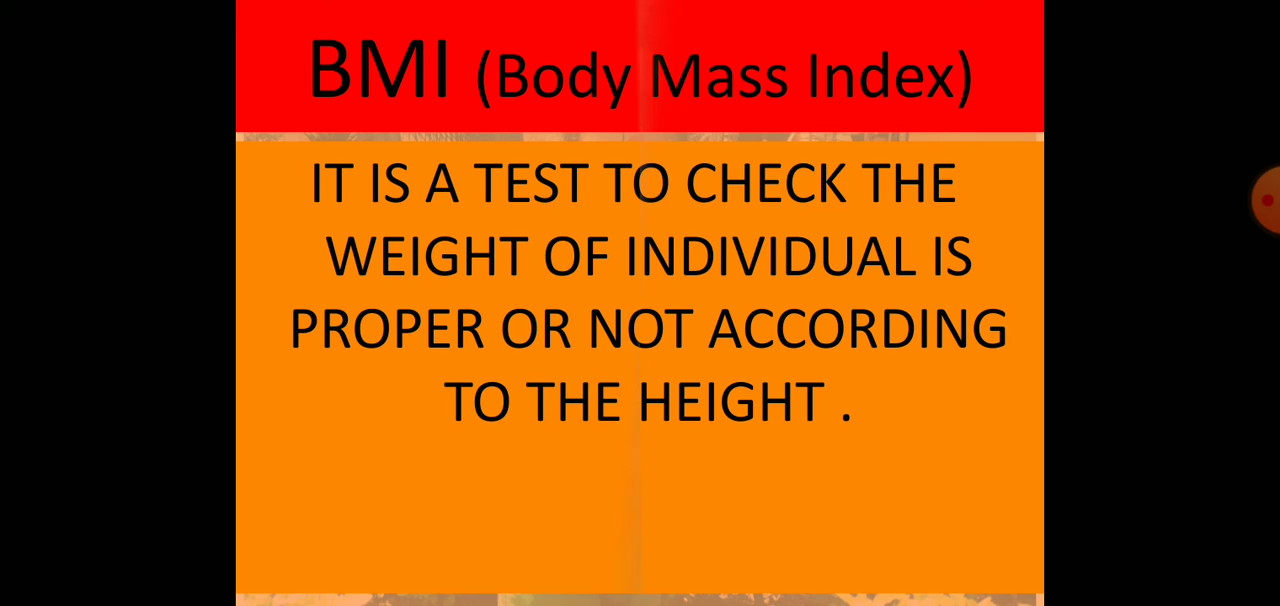 BMI (Body Mass Index)
IT IS A TEST TO CHECK THE
WEIGHT OF INDIVIDUAL IS
PROPER OR NOT ACCORDING
TO THE HEIGHT .